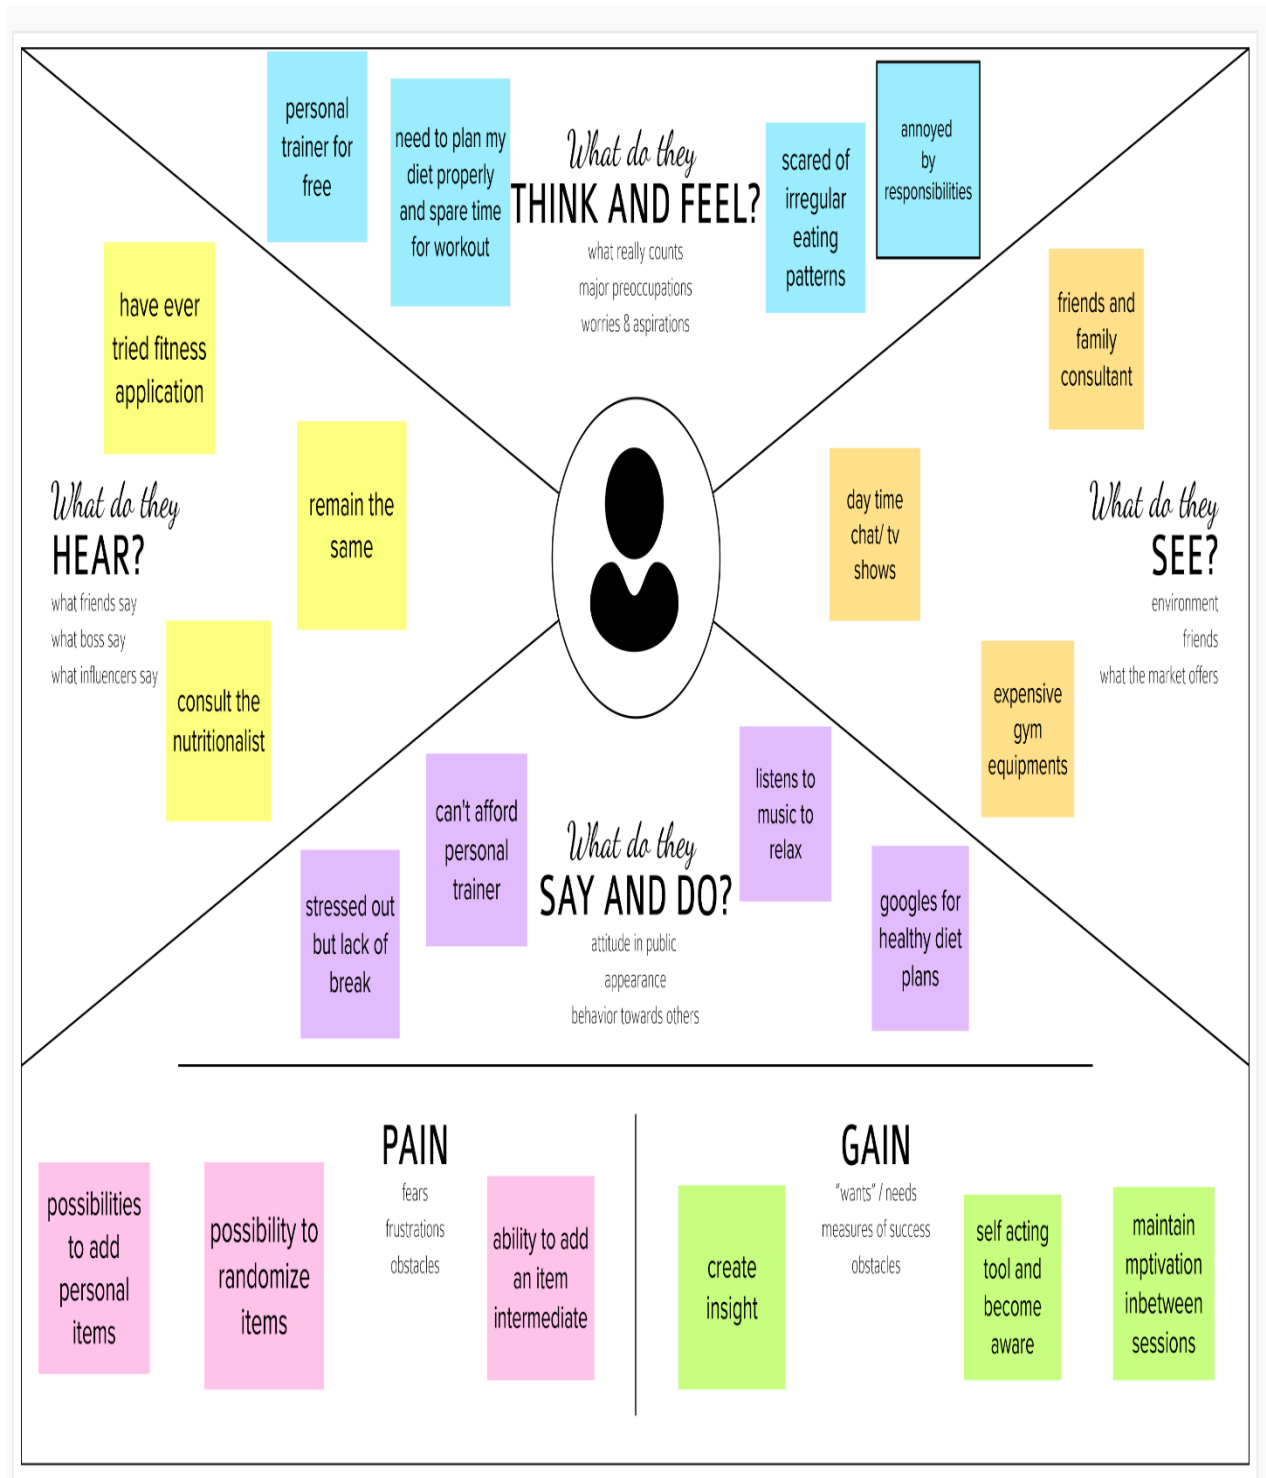 personal
trainer for
free
need to plan my
diet properly
and spare time
for workout
What do they
THINK AND FEEL?
what really counts
major preoccupations
worries & aspirations
scared of
irregular
eating
patterns
annoyed
by
responsibilities
have ever
tried fitness
application
remain the
same
What do they
HEAR?
what friends say
what boss say
what influencers say
consult the
nutritionalist
friends and
family
consultant
day time
chat/ tv
shows
What do they
SEE?
environment
friends
what the market offers
expensive
gym
equipments
stressed out
but lack of
break
can't afford
personal
trainer
What do they
SAY AND DO?
attitude in public
appearance
behavior towards others
listens to
music to
relax
googles for
healthy diet
plans
PAIN
fears
frustrations
obstacles
possibilities
to add
personal
items
possibility to
randomize
items
ability to add
an item
intermediate
GAIN
"wants" / needs
measures of success
obstacles
create
insight
self acting
tool and
become
aware
maintain
mptivation
inbetween
sessions